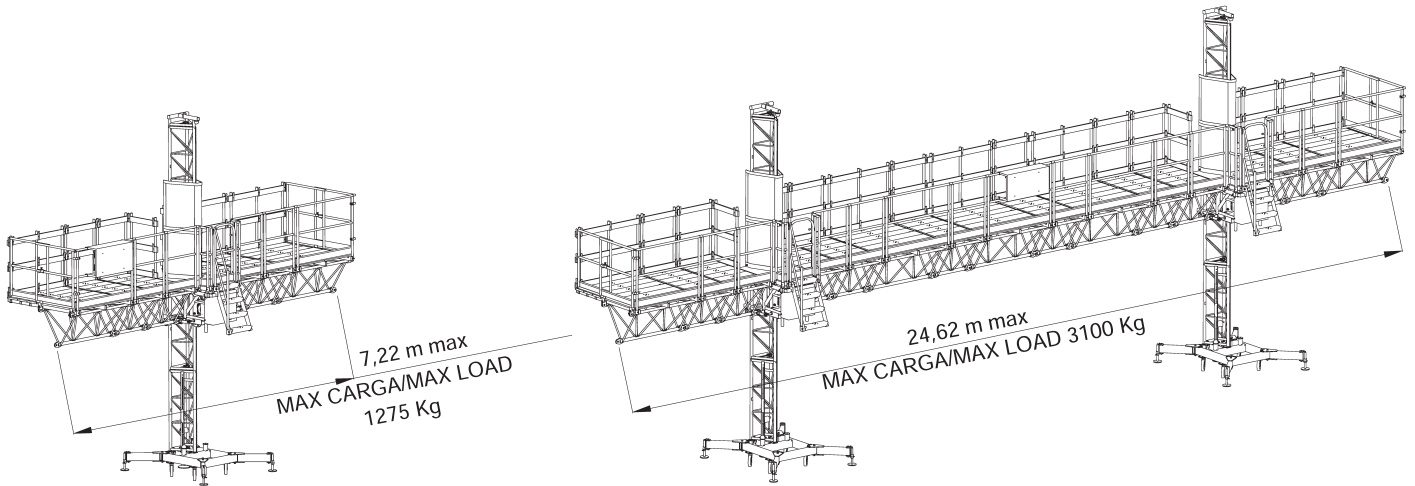 7,22 m max
MAX CARGA/MAX LOAD
1275 Kg
24,62 m max
MAX CARGA/MAX LOAD 3100 Kg